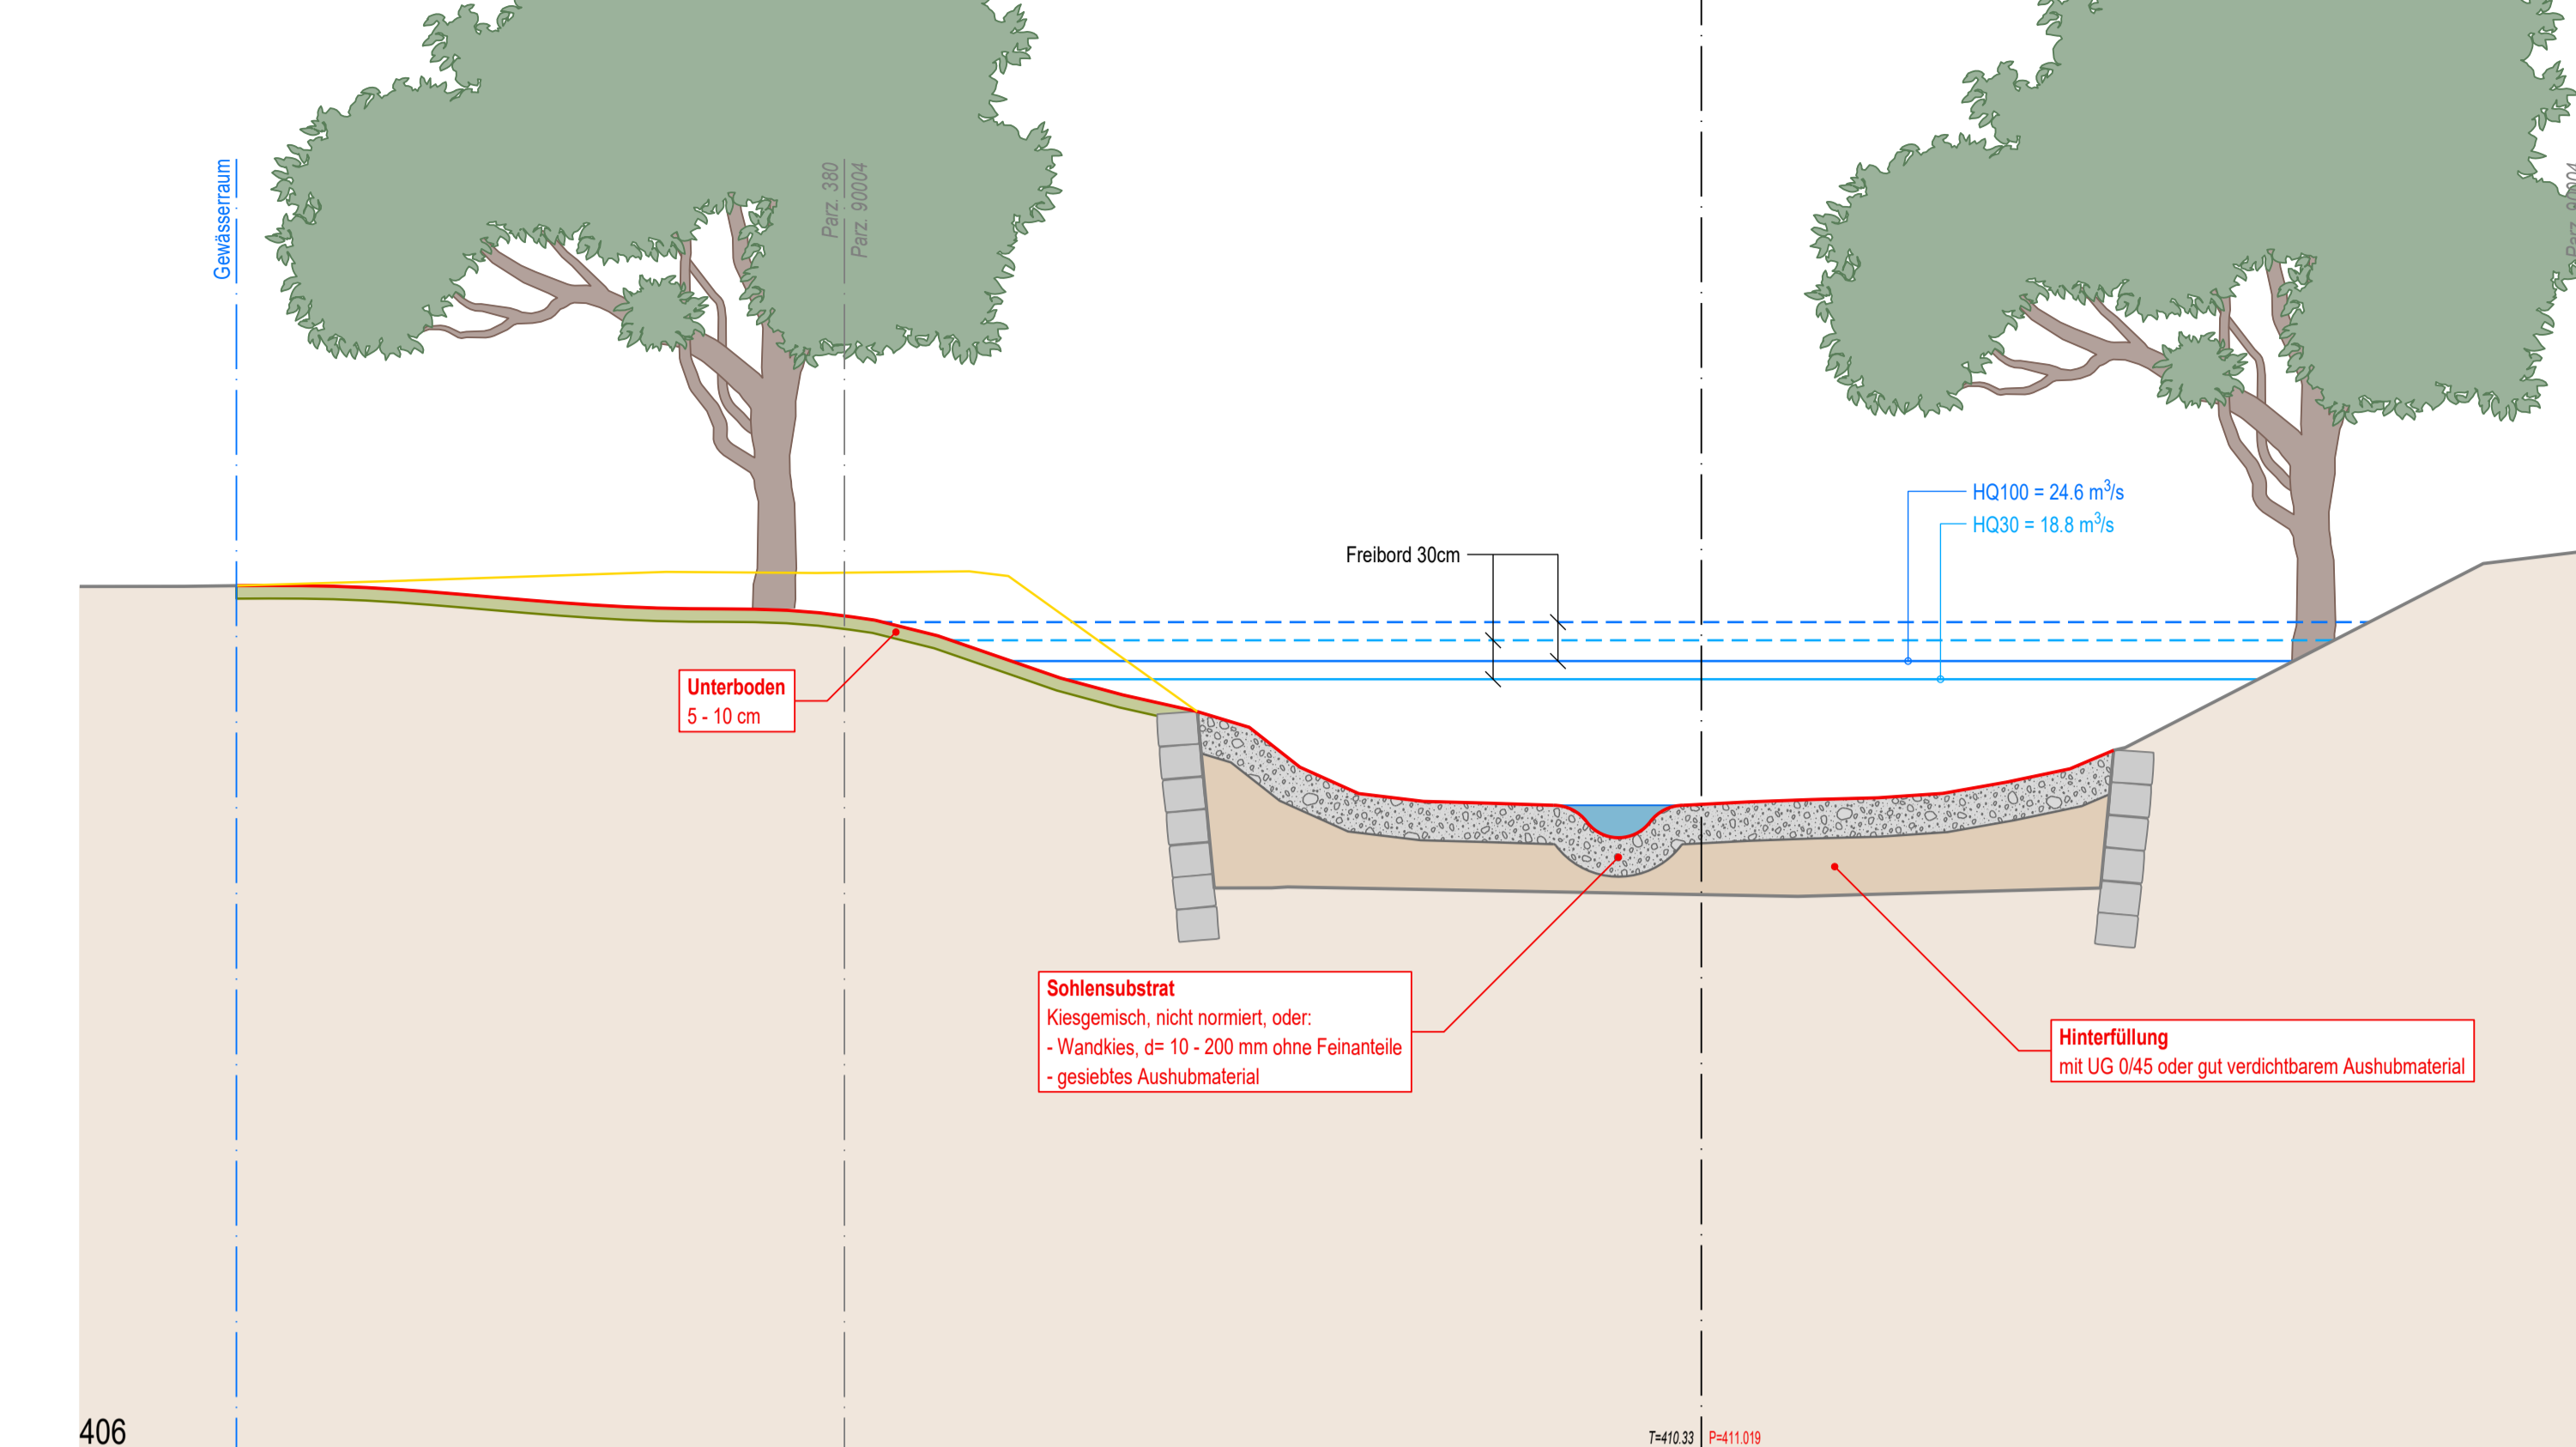 Gewässerraum
Parz. 380
Parz. 90004
Parz. 90004
HQ100 = 24.6 m³/s
HQ30 = 18.8 m³/s
Freibord 30cm
Unterboden
5 - 10 cm
Sohlensubstrat
Kiesgemisch, nicht normiert, oder:
- Wandkies, d= 10 - 200 mm ohne Feinanteile
- gesiebtes Aushubmaterial
Hinterfüllung
mit UG 0/45 oder gut verdichtbarem Aushubmaterial
406
T=410.33
P=411.019